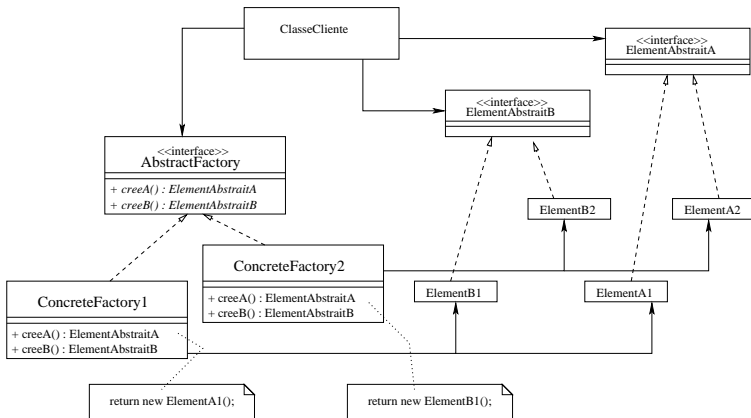 ClasseCliente
<<interface>>
ElementAbstraitA
<<interface>>
ElementAbstraitB
<<interface>>
AbstractFactory
+ creeA() : ElementAbstraitA
+ creeB() : ElementAbstraitB
ElementB2
ElementA2
ConcreteFactory2
+ creeA() : ElementAbstraitA
+ creeB() : ElementAbstraitB
ElementB1
ElementA1
ConcreteFactory1
+ creeA() : ElementAbstraitA
+ creeB() : ElementAbstraitB
return new ElementA1();
return new ElementB1();